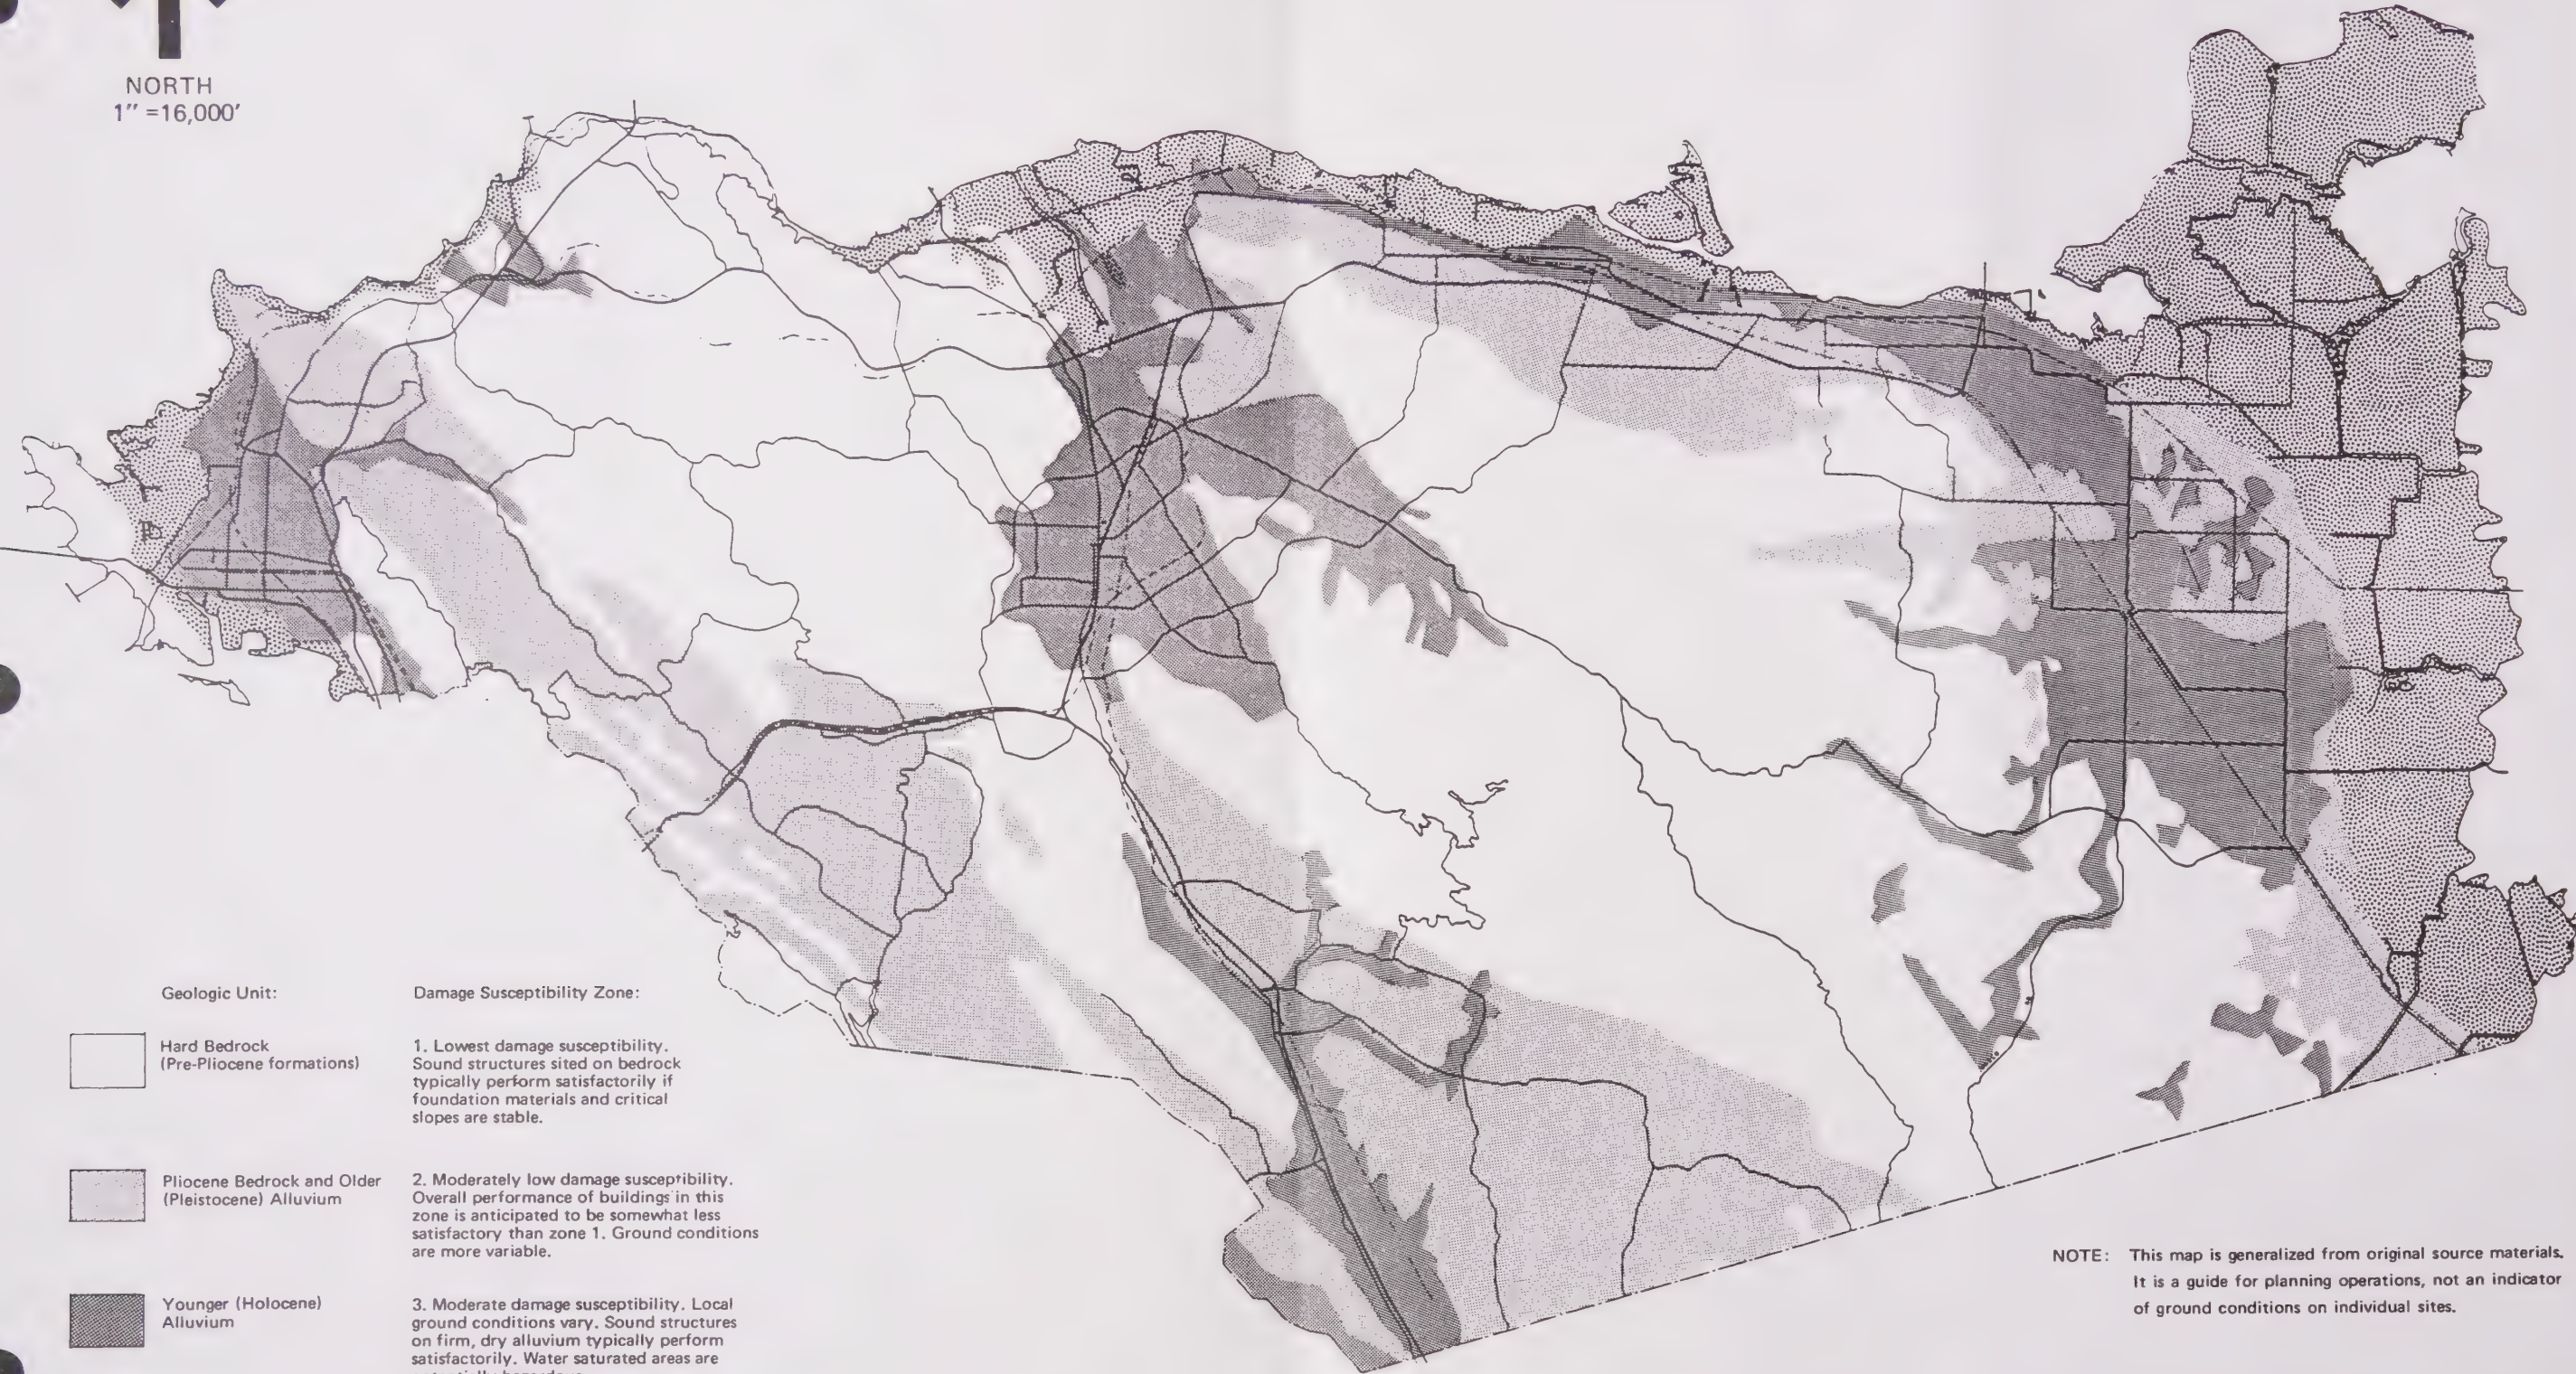 NORTH
1" =16,000'
Geologic Unit:
Damage Susceptibility Zone:
Hard Bedrock
(Pre-Pliocene formations)
1. Lowest damage susceptibility.
Sound structures sited on bedrock
typically perform satisfactorily if
foundation materials and critical
slopes are stable.
Pliocene Bedrock and Older
(Pleistocene) Alluvium
2. Moderately low damage susceptibility.
Overall performance of buildings in this
zone is anticipated to be somewhat less
satisfactory than zone 1. Ground conditions
are more variable.
Younger (Holocene)
Alluvium
3. Moderate damage susceptibility. Local
ground conditions vary. Sound structures
on firm, dry alluvium typically perform
satisfactorily. Water saturated areas are
NOTE: This map is generalized from original source materials.
It is a guide for planning operations, not an indicator
of ground conditions on individual sites.